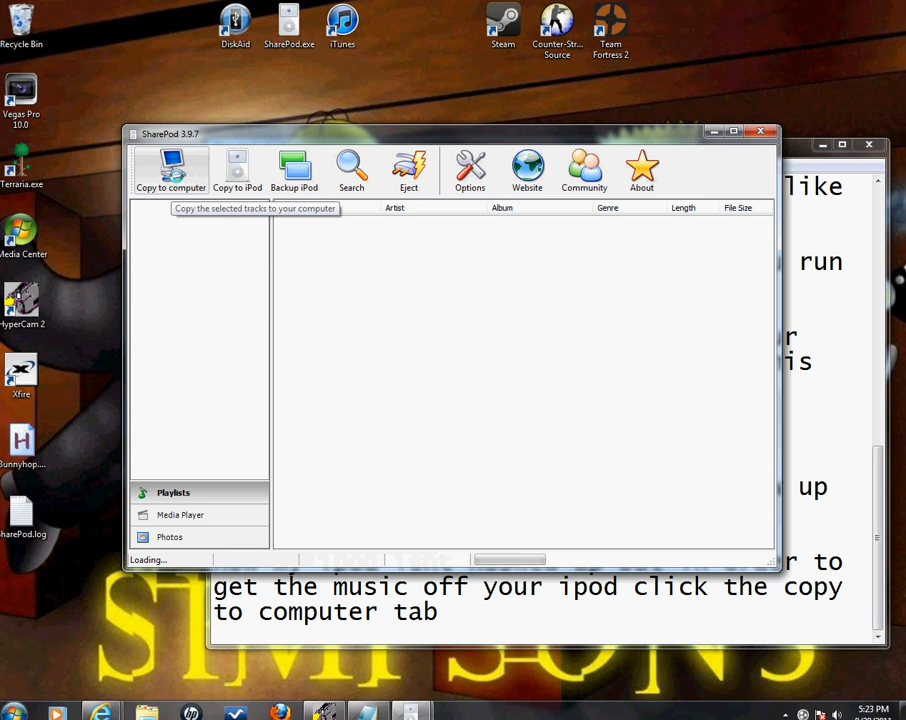 Recycle Bin
DiskAid
SharePod.exe
iTunes
Steam
Counter-Str...
Source
Team
Fortress 2
Vegas Pro
10.0
Terraria.exe
Media Center
HyperCam 2
Xfire
Bunnyhop....
SharePod.log
SharePod 3.9.7
Copy to computer
Copy to iPod
Backup iPod
Search
Eject
Options
Website
Community
About
Copy the selected tracks to your computer
Artist
Album
Genre
Length
File Size
Playlists
Media Player
Photos
Loading...
like
run
r
is
up
r to
get the music off your ipod click the copy
to computer tab
SIMPSONS
5:23 PM